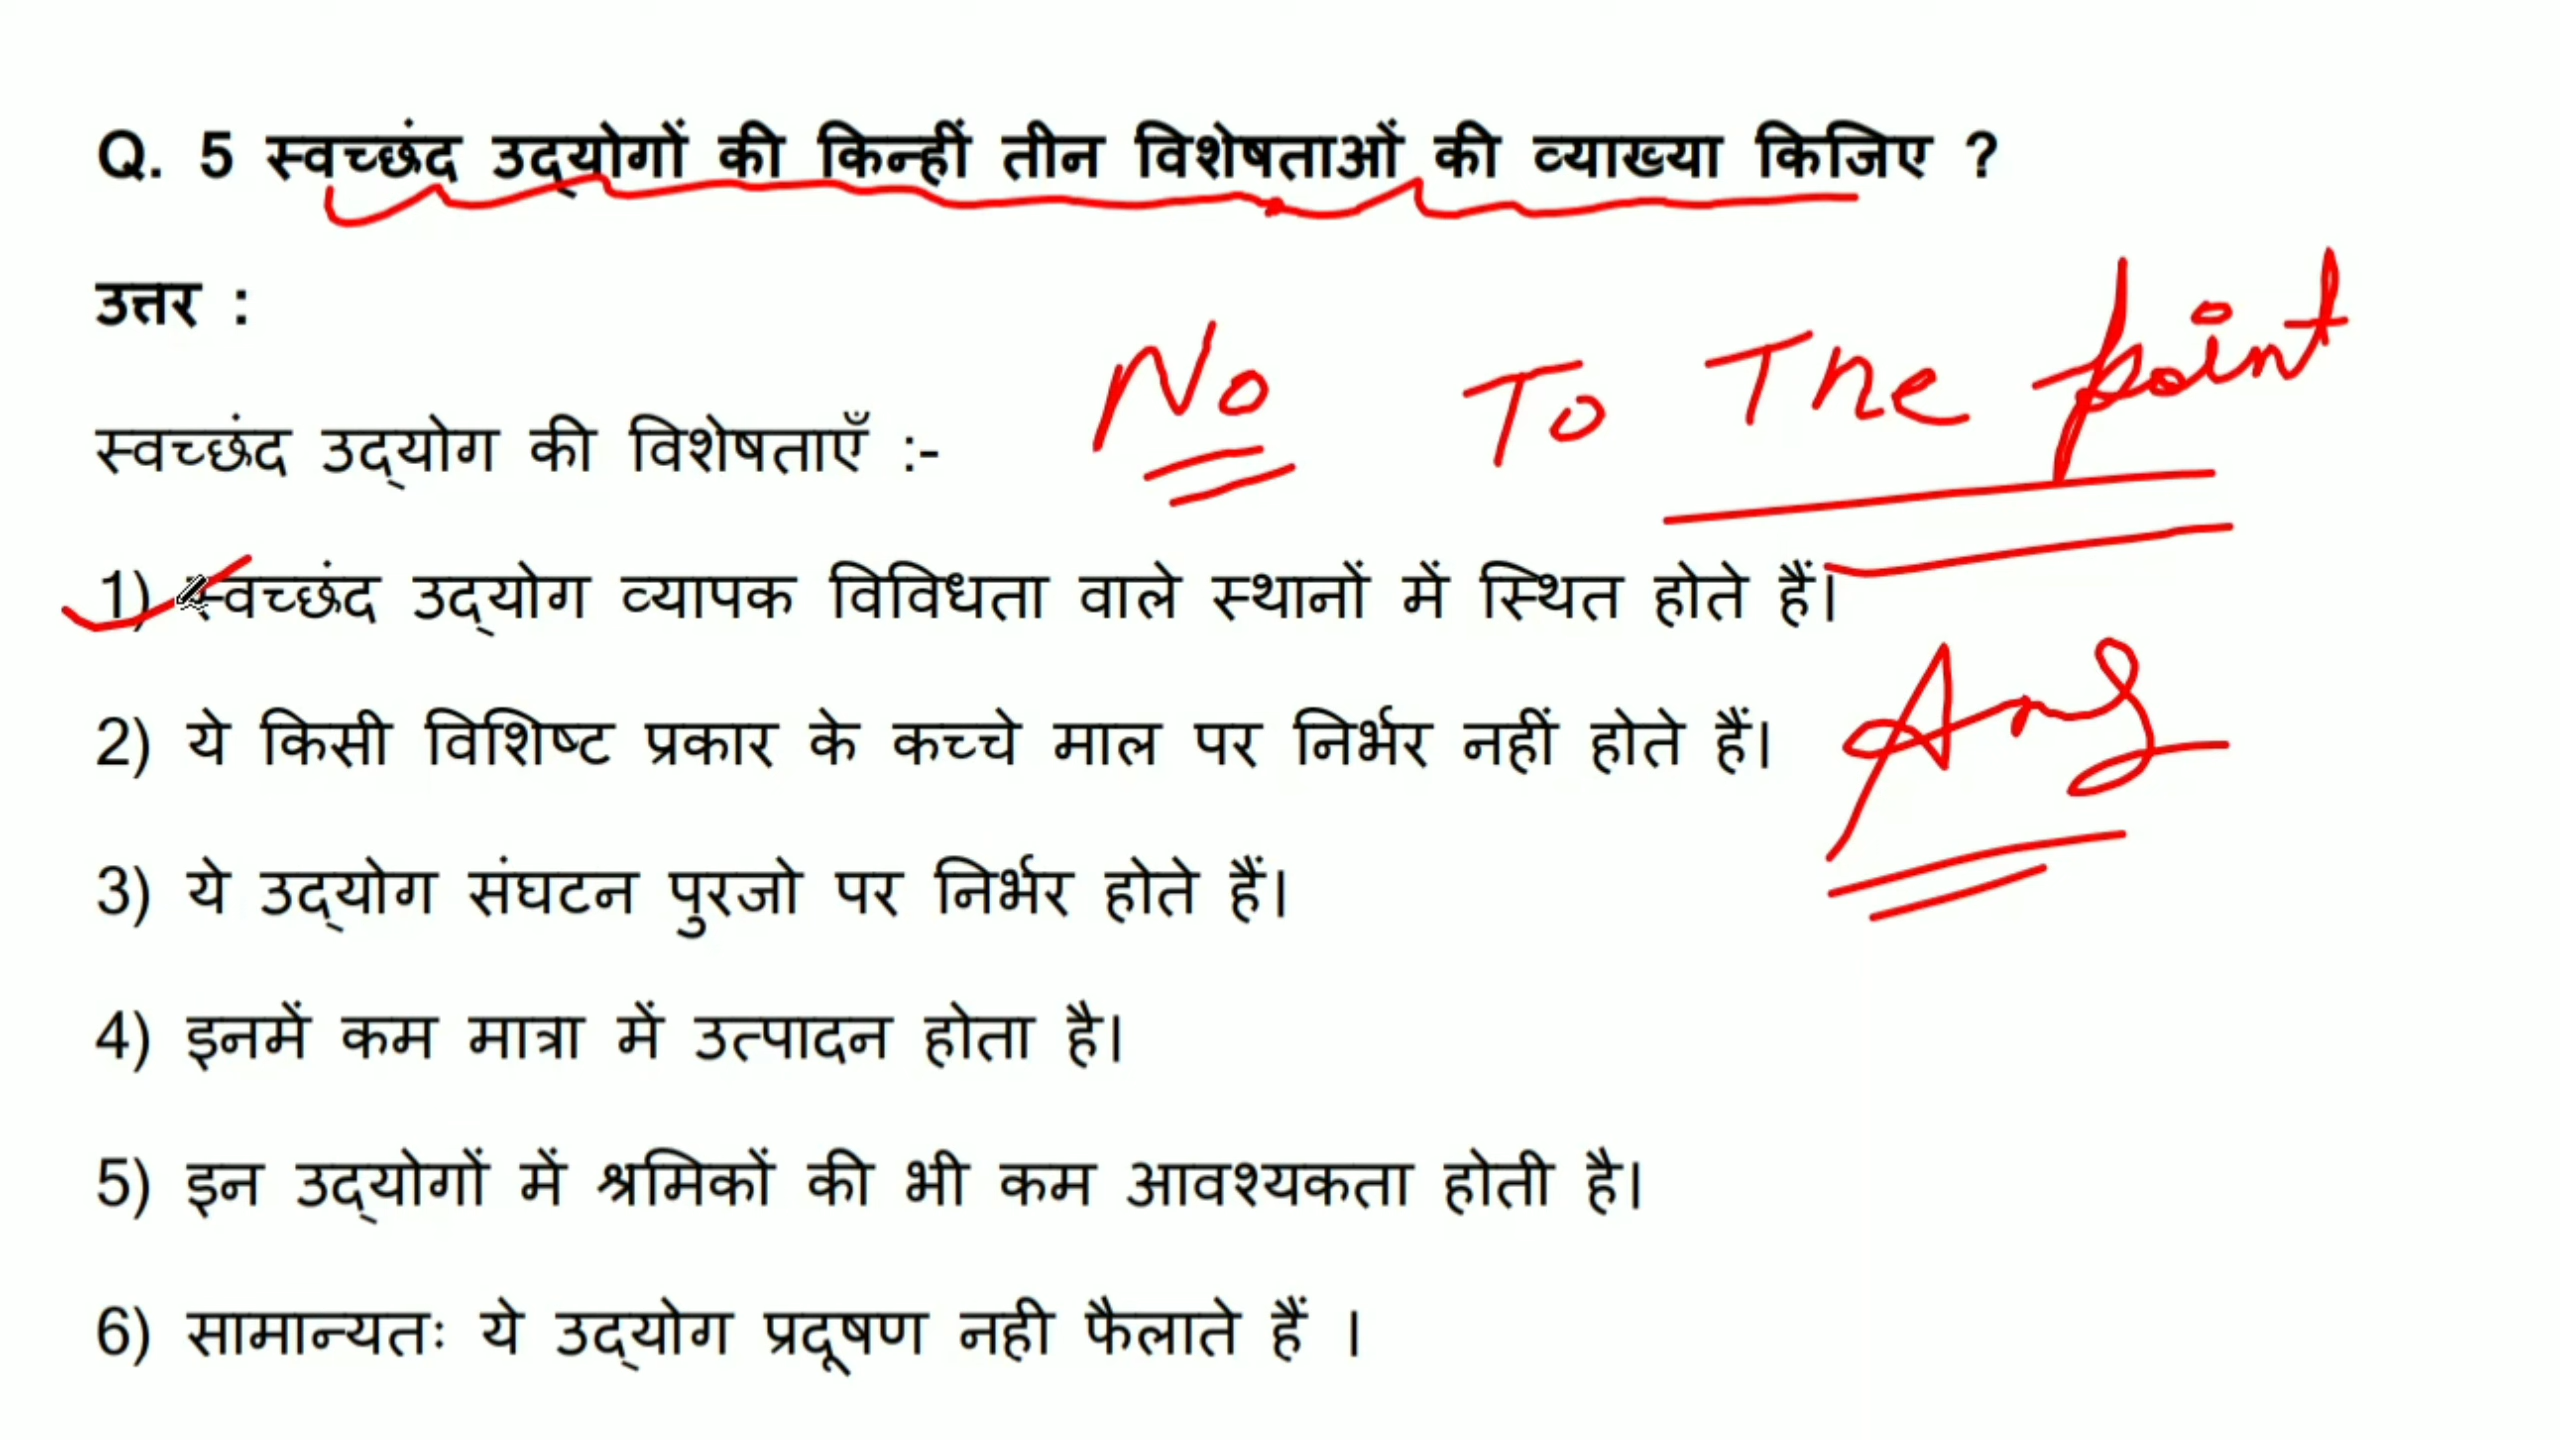 Q. 5 स्वच्छंद उद्योगों की किन्हीं तीन विशेषताओं की व्याख्या किजिए ?
उत्तर :
No To The point
स्वच्छंद उद्योग की विशेषताएँ :-
1) स्वच्छंद उद्योग व्यापक विविधता वाले स्थानों में स्थित होते हैं।
Ans
2) ये किसी विशिष्ट प्रकार के कच्चे माल पर निर्भर नहीं होते हैं।
3) ये उद्योग संघटन पुरजो पर निर्भर होते हैं।
4) इनमें कम मात्रा में उत्पादन होता है।
5) इन उद्योगों में श्रमिकों की भी कम आवश्यकता होती है।
6) सामान्यतः ये उद्योग प्रदूषण नही फैलाते हैं ।